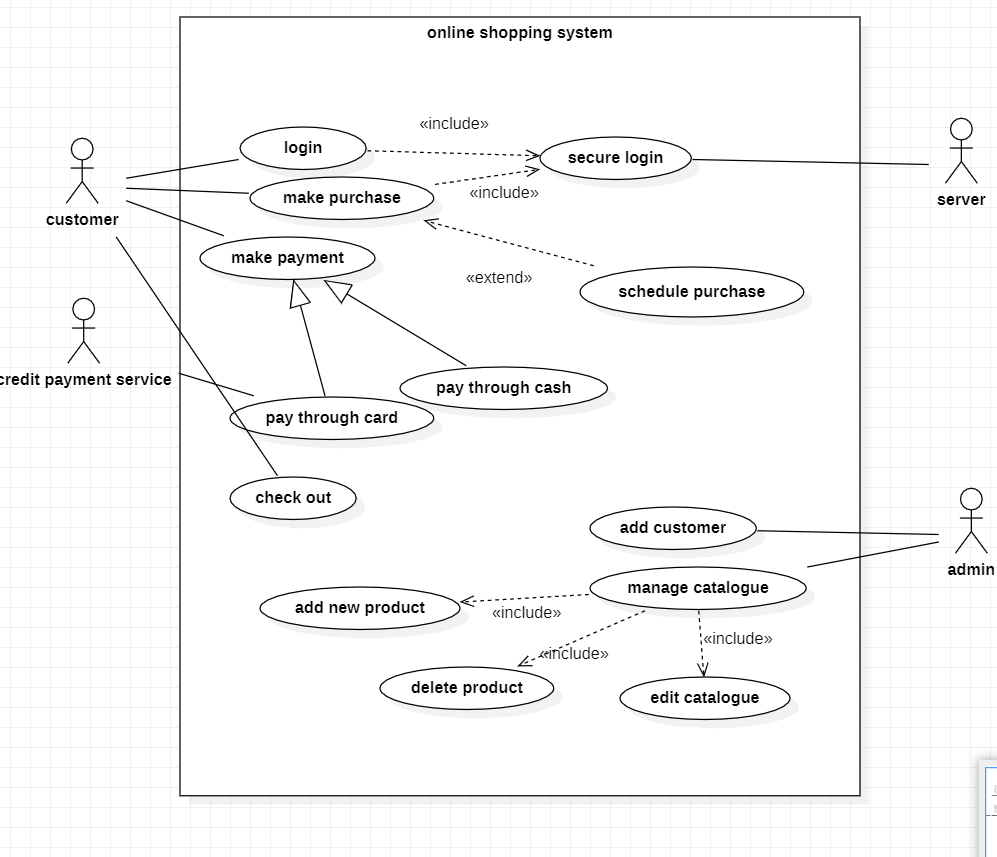 online shopping system
«include»
login
secure login
make purchase
«include»
customer
server
make payment
«extend»
schedule purchase
credit payment service
pay through cash
pay through card
check out
add customer
admin
manage catalogue
add new product
«include»
«include»
«include»
delete product
edit catalogue